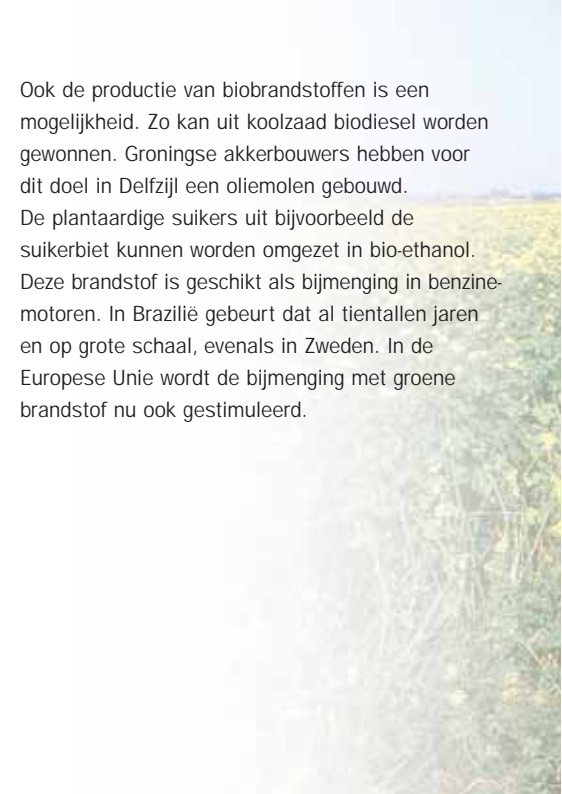 Ook de productie van biobrandstoffen is een
mogelijkheid. Zo kan uit koolzaad biodiesel worden
gewonnen. Groningse akkerbouwers hebben voor
dit doel in Delfzijl een oliemolen gebouwd.
De plantaardige suikers uit bijvoorbeeld de
suikerbiet kunnen worden omgezet in bio-ethanol.
Deze brandstof is geschikt als bijmenging in benzine-
motoren. In Brazilië gebeurt dat al tientallen jaren
en op grote schaal, evenals in Zweden. In de
Europese Unie wordt de bijmenging met groene
brandstof nu ook gestimuleerd.